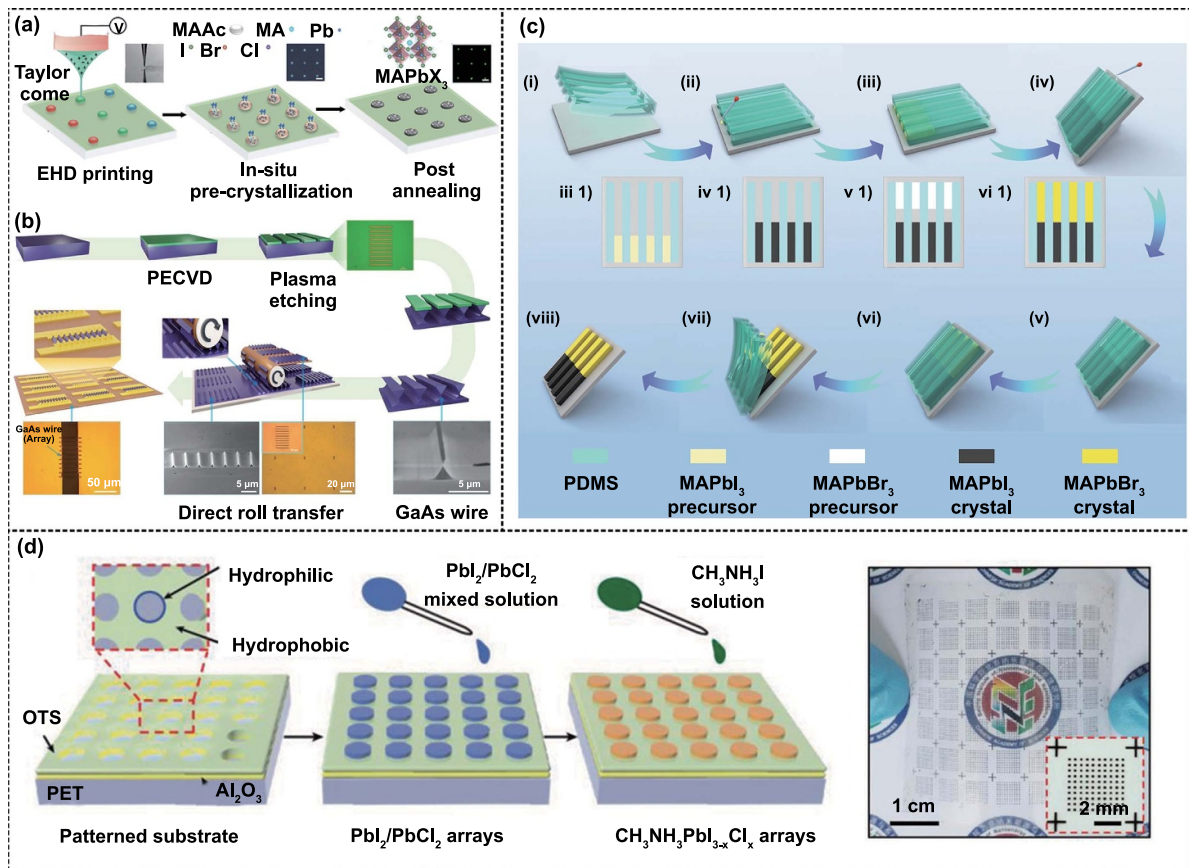 (a)
V
MAAc MA Pb
I Br Cl
MAPbX₃
Taylor
come
EHD printing
In-situ
pre-crystallization
Post
annealing
(b)
PECVD
Plasma
etching
GaAs wire
(Array)
50 μm
5 μm
20 μm
5 μm
Direct roll transfer
GaAs wire
(c)
(i)
(ii)
(iii)
(iv)
iii 1)
iv 1)
v 1)
vi 1)
(viii)
(vii)
(vi)
(v)
PDMS
MAPbI₃
precursor
MAPbBr₃
precursor
MAPbI₃
crystal
MAPbBr₃
crystal
(d)
Hydrophilic
Hydrophobic
OTS
PET
Al₂O₃
Patterned substrate
PbI₂/PbCl₂
mixed solution
PbI₂/PbCl₂ arrays
CH₃NH₃I
solution
CH₃NH₃PbI₃₋ₓClₓ arrays
1 cm
2 mm